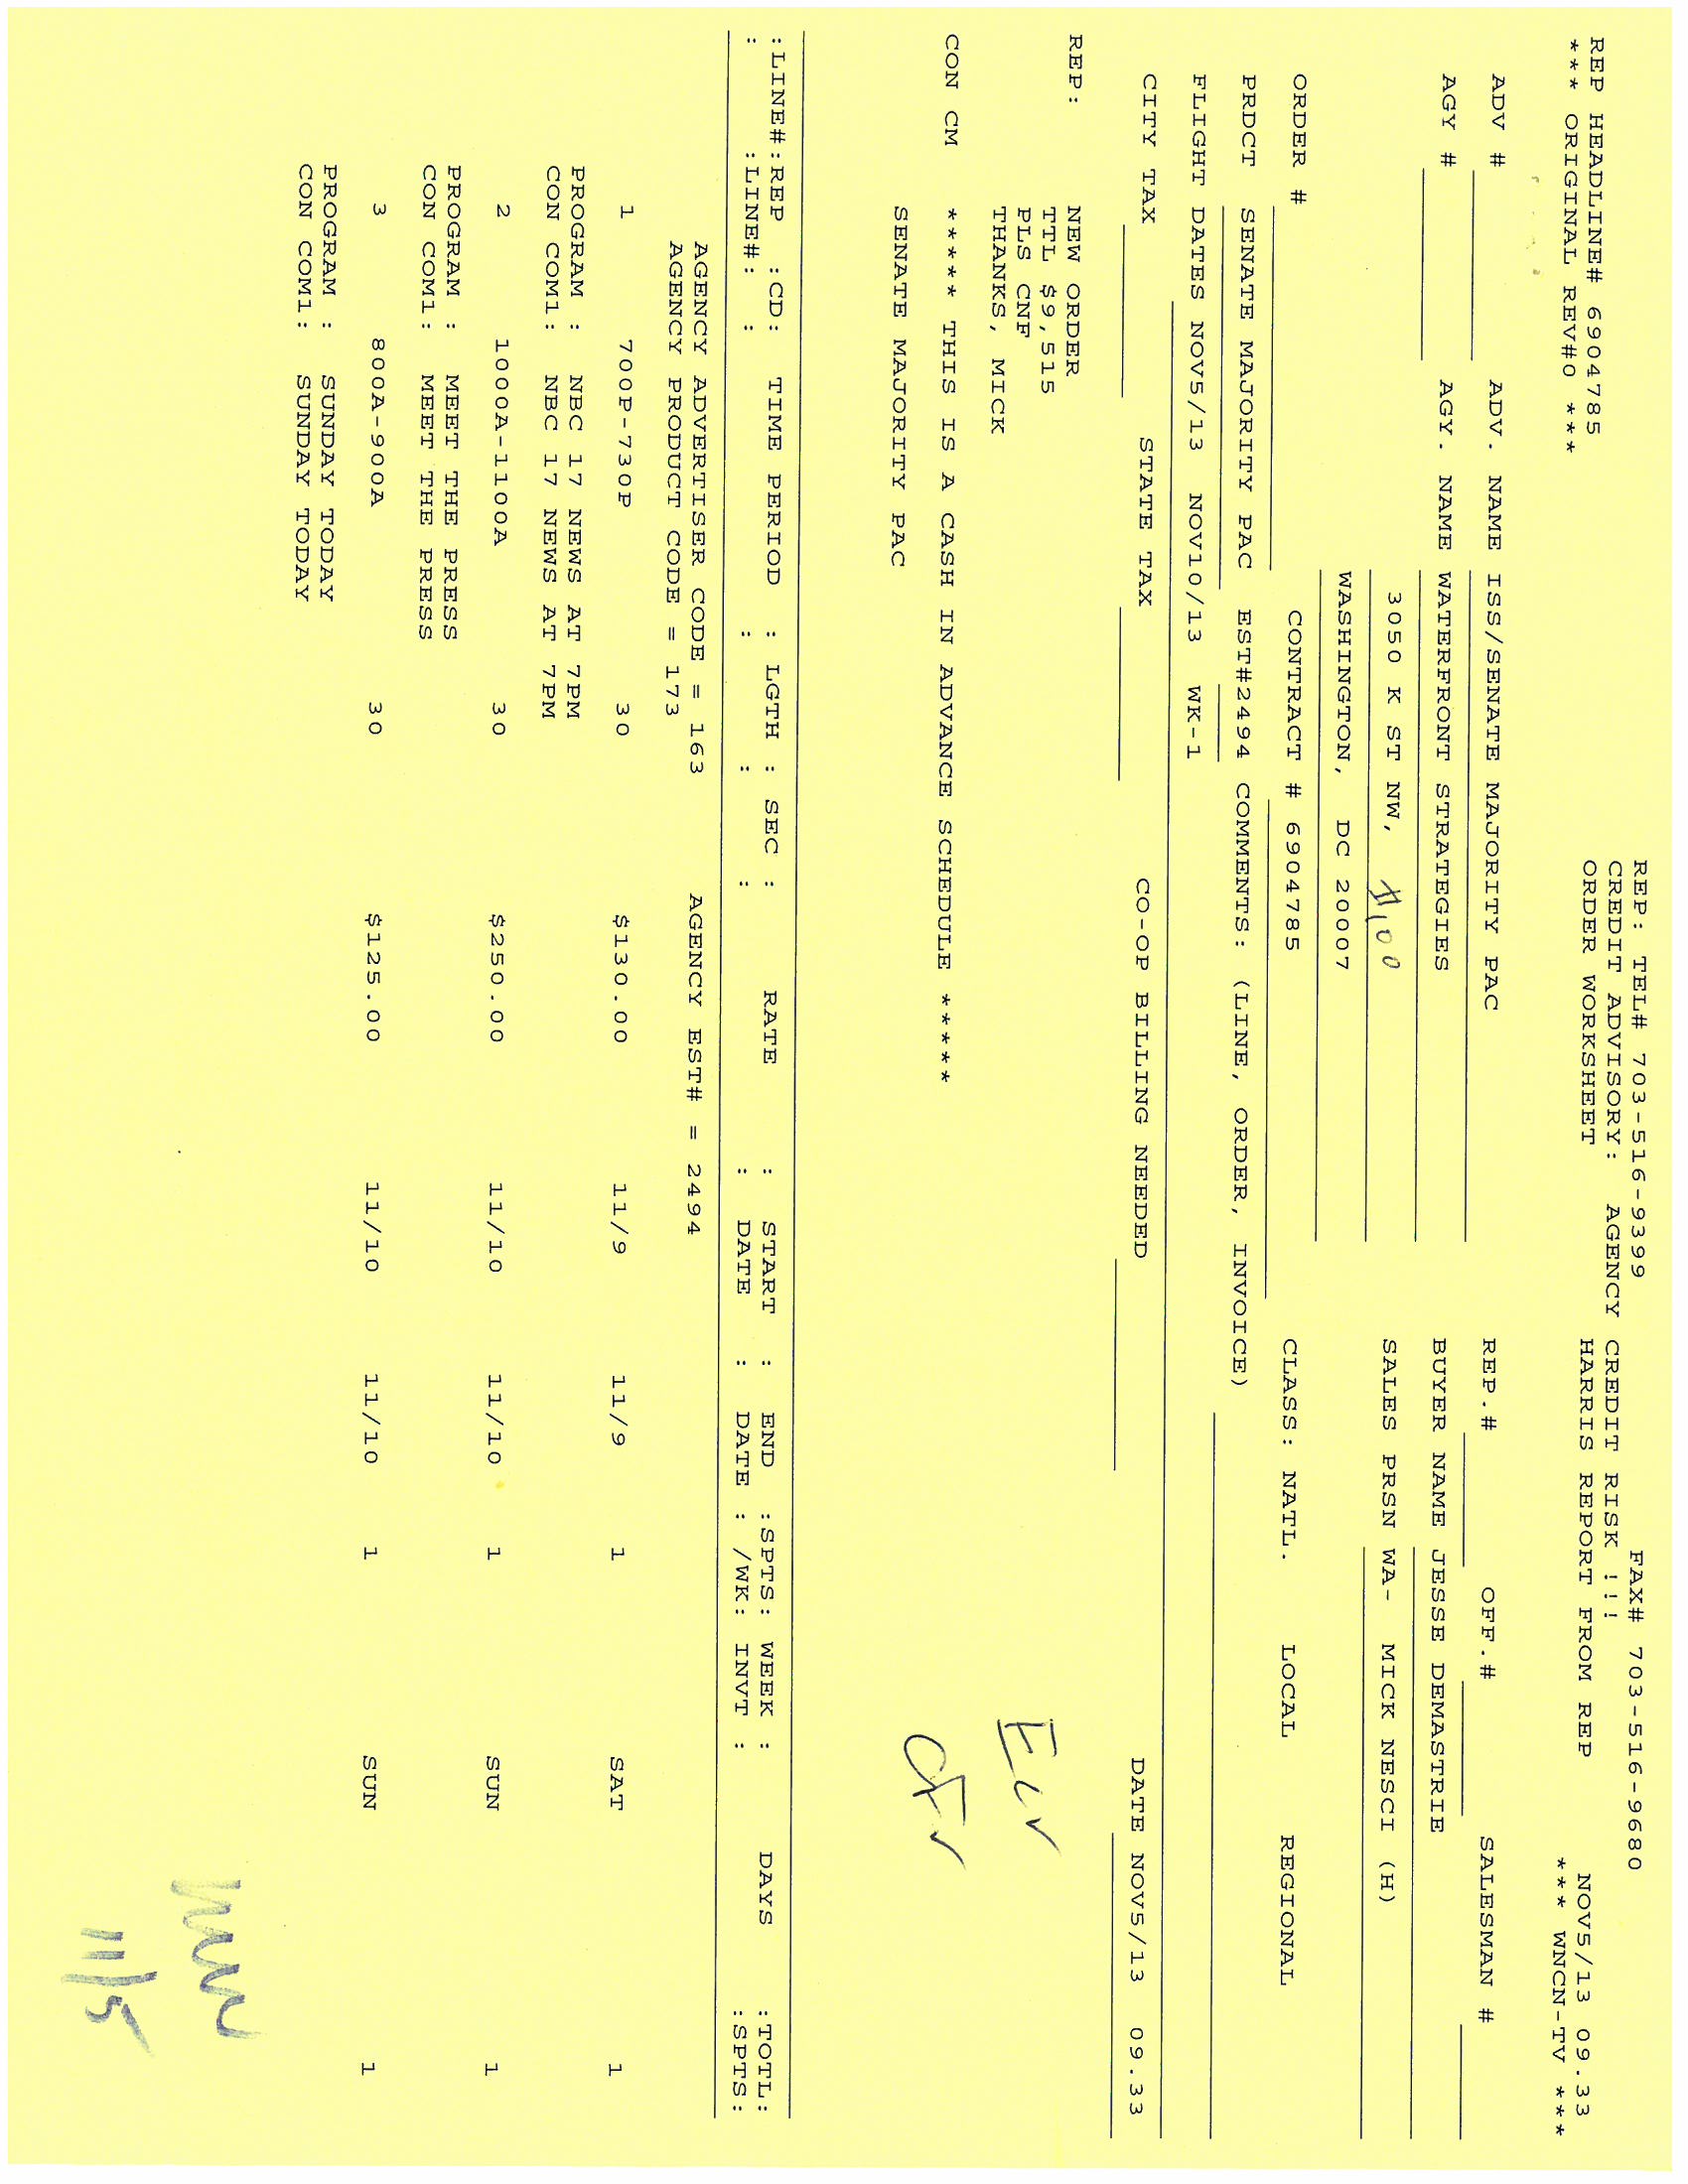 REP: TEL# 703-516-9399 FAX# 703-516-9680
CREDIT ADVISORY: AGENCY CREDIT RISK !!!
REP HEADLINE# 6904785 ORDER WORKSHEET HARRIS REPORT FROM REP NOV5/13 09.33
*** ORIGINAL REV#0 *** *** WNCN-TV ***
ADV # ADV. NAME ISS/SENATE MAJORITY PAC REP.# OFF.# SALESMAN #
AGY # AGY. NAME WATERFRONT STRATEGIES BUYER NAME JESSE DEMASTRIE
3050 K ST NW, #100 SALES PRSN WA- MICK NESCI (H)
WASHINGTON, DC 20007
ORDER # CONTRACT # 6904785 CLASS: NATL. LOCAL REGIONAL
PRDCT SENATE MAJORITY PAC EST#2494 COMMENTS: (LINE, ORDER, INVOICE)
FLIGHT DATES NOV5/13 NOV10/13 WK-1
CITY TAX STATE TAX CO-OP BILLING NEEDED DATE NOV5/13 09.33
REP: NEW ORDER
TTL $9,515
PLS CNF
THANKS, MICK
CON CM ***** THIS IS A CASH IN ADVANCE SCHEDULE *****
SENATE MAJORITY PAC
:LINE#:REP :CD: TIME PERIOD : LGTH : SEC : RATE : START : END :SPTS: WEEK : DAYS :TOTL:
: :LINE#: : : : : : DATE : DATE : /WK: INVT : :SPTS:
AGENCY ADVERTISER CODE = 163 AGENCY EST# = 2494
AGENCY PRODUCT CODE = 173
1 700P-730P 30 $130.00 11/9 11/9 1 SAT 1
PROGRAM : NBC 17 NEWS AT 7PM
CON COM1: NBC 17 NEWS AT 7PM
2 1000A-1100A 30 $250.00 11/10 11/10 1 SUN 1
PROGRAM : MEET THE PRESS
CON COM1: MEET THE PRESS
3 800A-900A 30 $125.00 11/10 11/10 1 SUN 1
PROGRAM : SUNDAY TODAY
CON COM1: SUNDAY TODAY
11/5